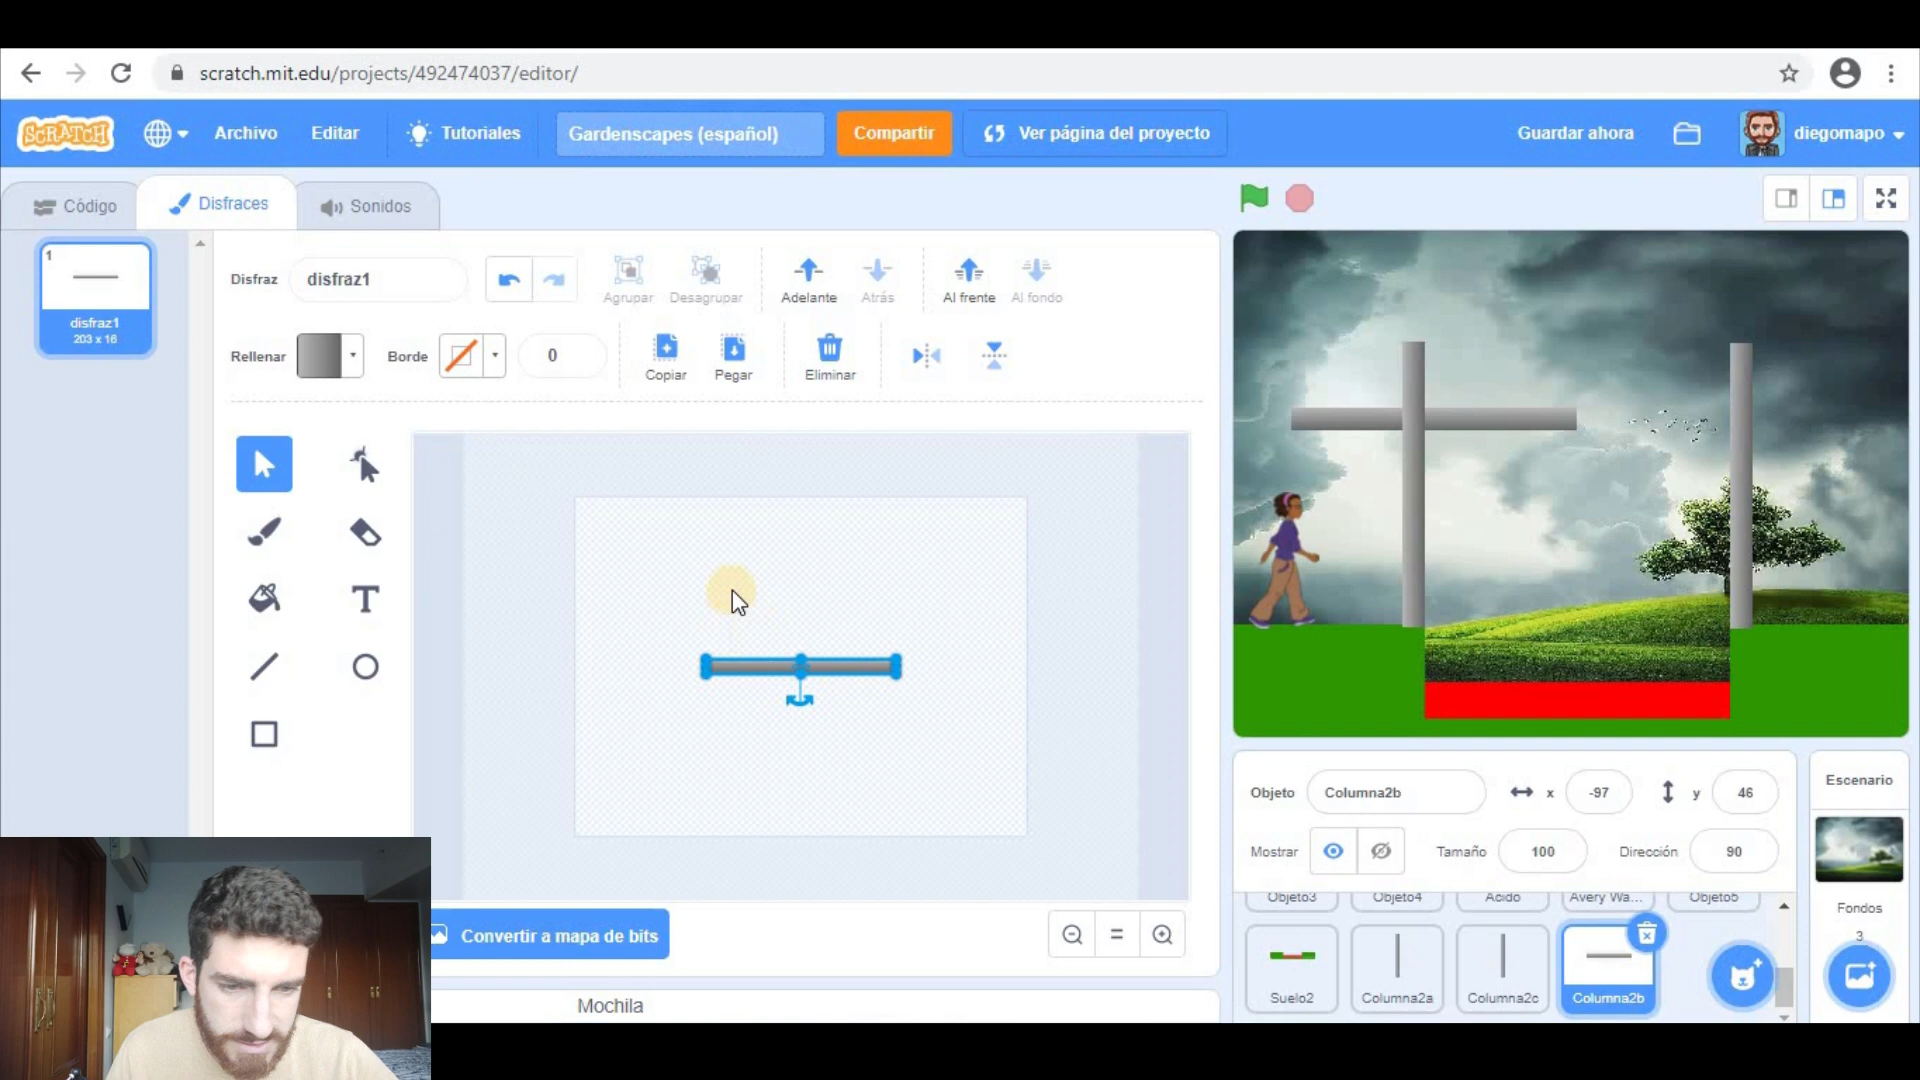 scratch.mit.edu/projects/492474037/editor/
SCRATCH
Archivo
Editar
Tutoriales
Gardenscapes (español)
Compartir
Ver página del proyecto
Guardar ahora
diegomapo
Código
Disfraces
Sonidos
1
disfraz1
203 x 16
Disfraz
disfraz1
Agrupar
Desagrupar
Adelante
Atrás
Al frente
Al fondo
Rellenar
Borde
0
Copiar
Pegar
Eliminar
T
Convertir a mapa de bits
=
Mochila
Objeto
Columna2b
x
-97
y
46
Mostrar
Tamaño
100
Dirección
90
Objeto3
Objeto4
Acido
Avery Wa...
Objeto5
Suelo2
Columna2a
Columna2c
Columna2b
Escenario
Fondos
3